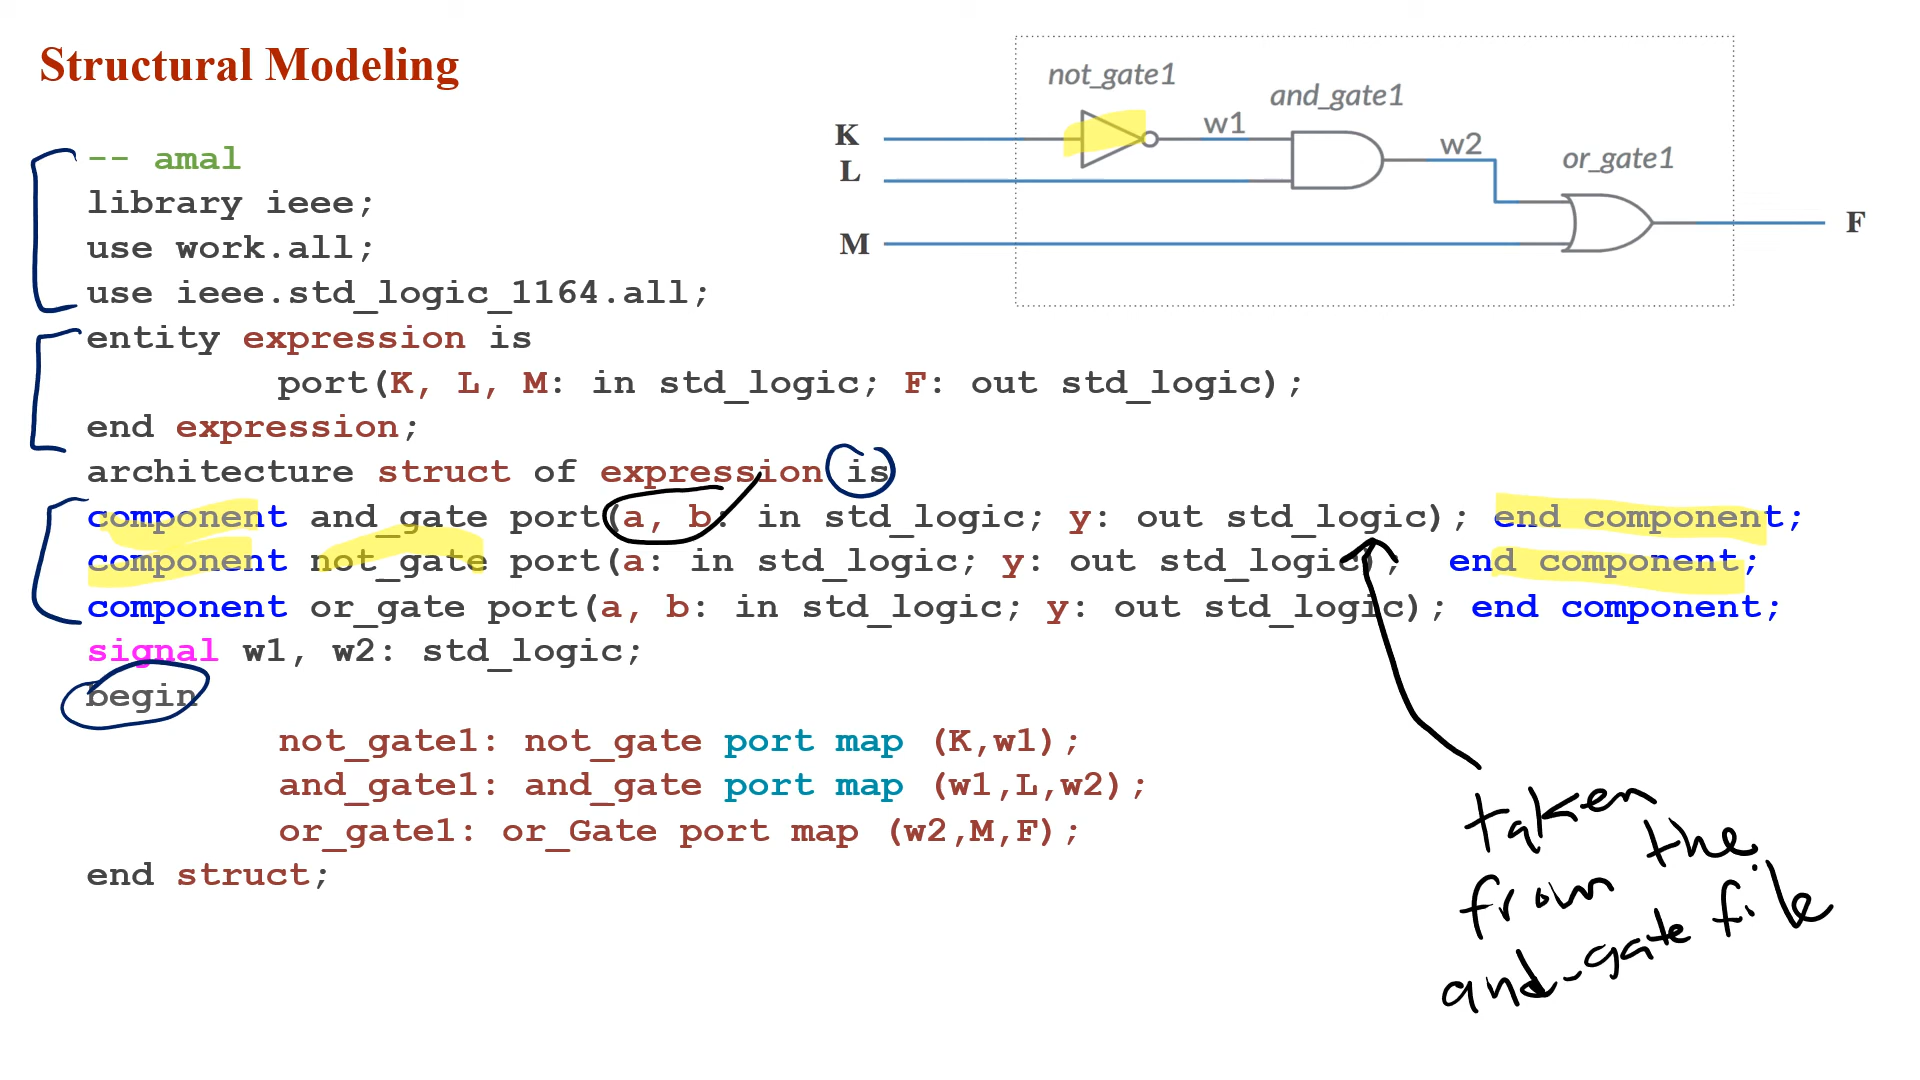 Structural Modeling
-- amal
library ieee;
use work.all;
use ieee.std_logic_1164.all;
entity expression is
port(K, L, M: in std_logic; F: out std_logic);
end expression;
architecture struct of expression is
component and_gate port(a, b: in std_logic; y: out std_logic); end component;
component not_gate port(a: in std_logic; y: out std_logic); end component;
component or_gate port(a, b: in std_logic; y: out std_logic); end component;
signal w1, w2: std_logic;
begin
not_gate1: not_gate port map (K,w1);
and_gate1: and_gate port map (w1,L,w2);
or_gate1: or_Gate port map (w2,M,F);
end struct;
not_gate1
and_gate1
or_gate1
K
w1
L
w2
M
F
taken
from the
and-gate file